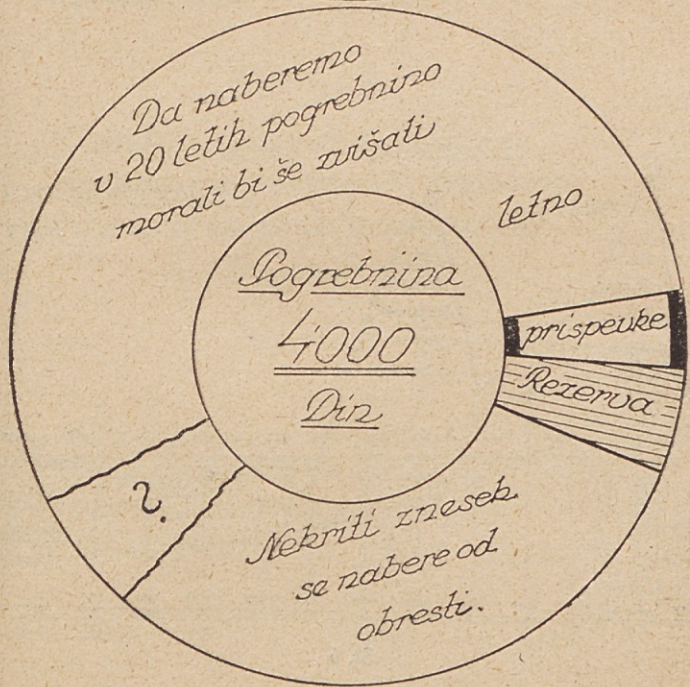 Da naberemo
v 20 letih pogrebnino
morali bi še zvišati
letno
prispevke
Rezerva
Pogrebnina
4000
Din
?
Nekriti znesek
se nabere od
obresti.